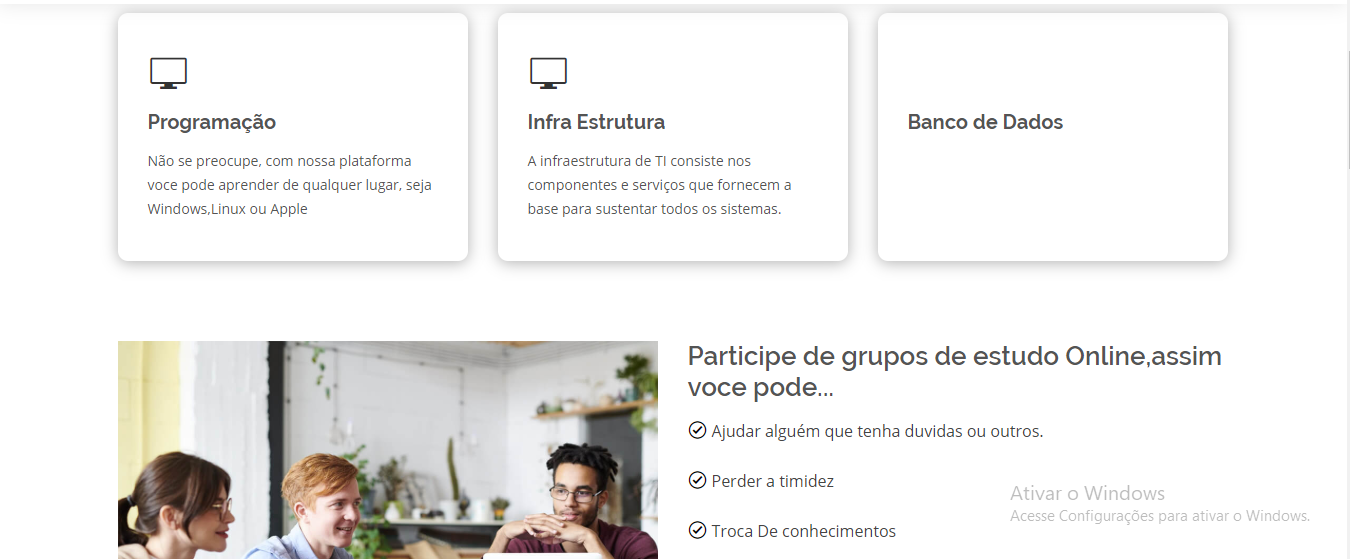 Programação
Não se preocupe, com nossa plataforma
voce pode aprender de qualquer lugar, seja
Windows,Linux ou Apple
Infra Estrutura
A infraestrutura de TI consiste nos
componentes e serviços que fornecem a
base para sustentar todos os sistemas.
Banco de Dados
Participe de grupos de estudo Online,assim
voce pode...
Ajudar alguém que tenha duvidas ou outros.
Perder a timidez
Troca De conhecimentos
Ativar o Windows
Acesse Configurações para ativar o Windows.